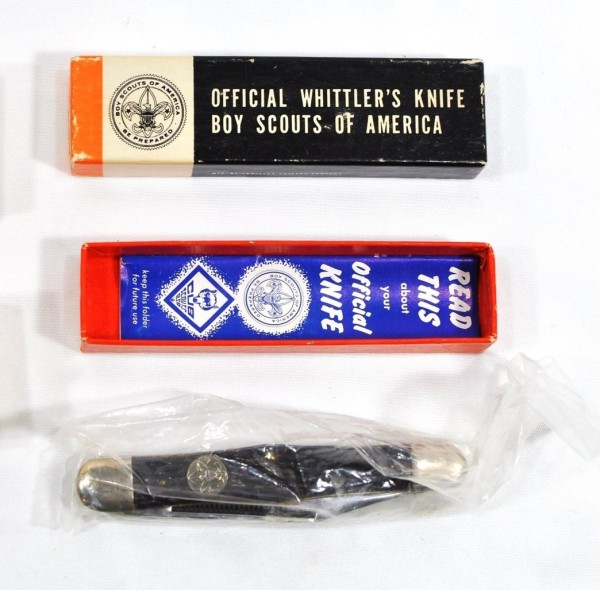 BOY SCOUTS OF AMERICA
BE PREPARED
OFFICIAL WHITTLER'S KNIFE
BOY SCOUTS OF AMERICA
READ
THIS
about
your
Official
KNIFE
keep this folder
for future use